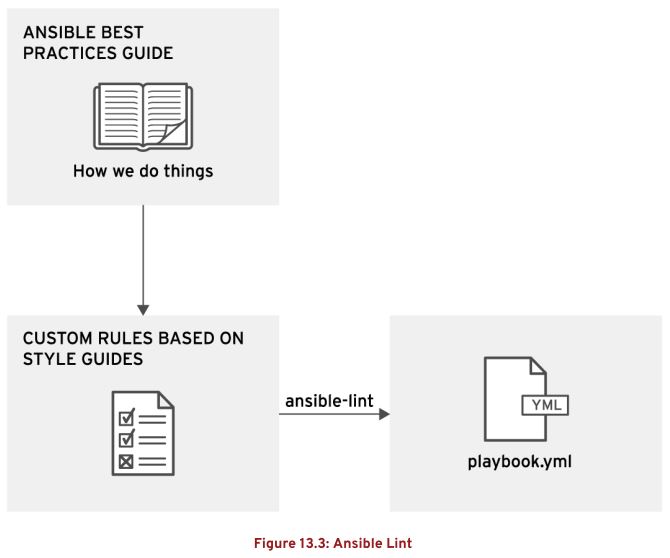 ANSIBLE BEST
PRACTICES GUIDE
How we do things
CUSTOM RULES BASED ON
STYLE GUIDES
ansible-lint
YML
playbook.yml
Figure 13.3: Ansible Lint